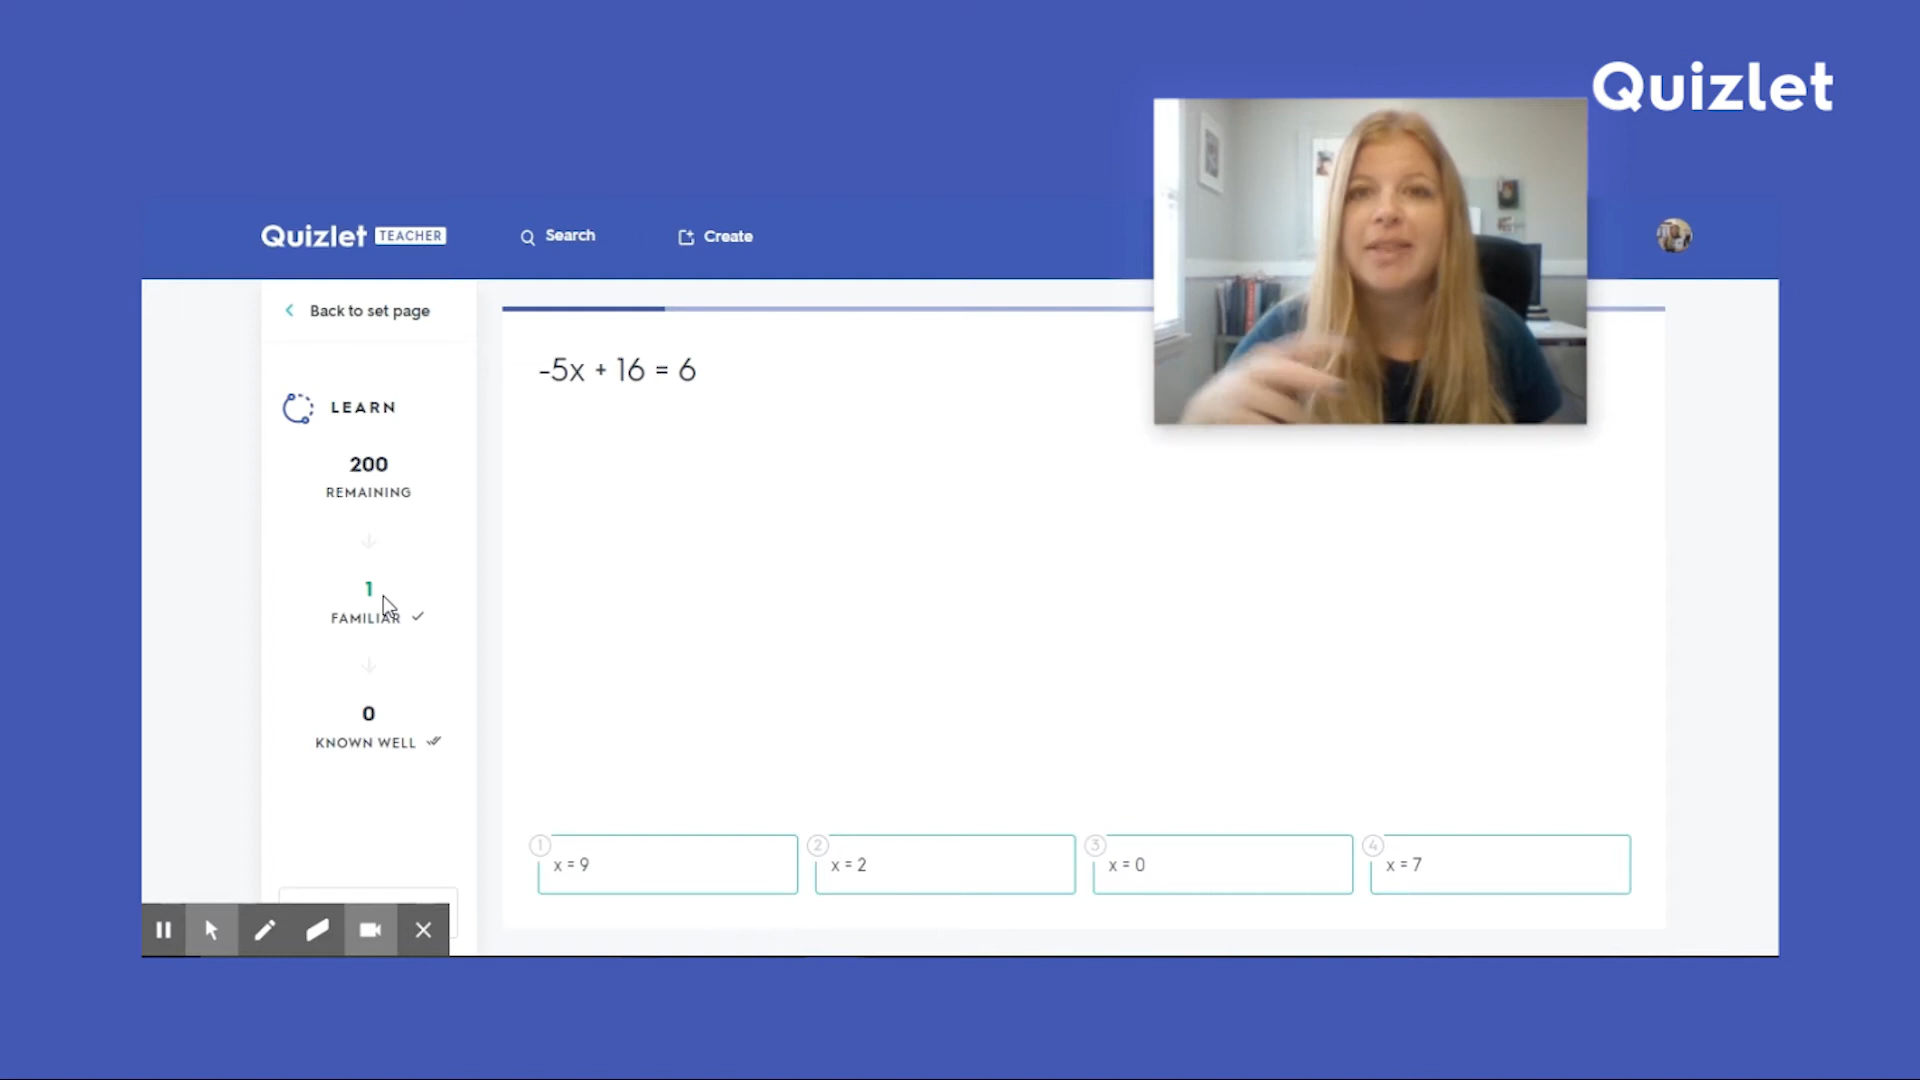 Quizlet
Quizlet TEACHER
Search
Create
Back to set page
LEARN
200
REMAINING
1
FAMILIAR
0
KNOWN WELL
-5x + 16 = 6
1
x = 9
2
x = 2
3
x = 0
4
x = 7